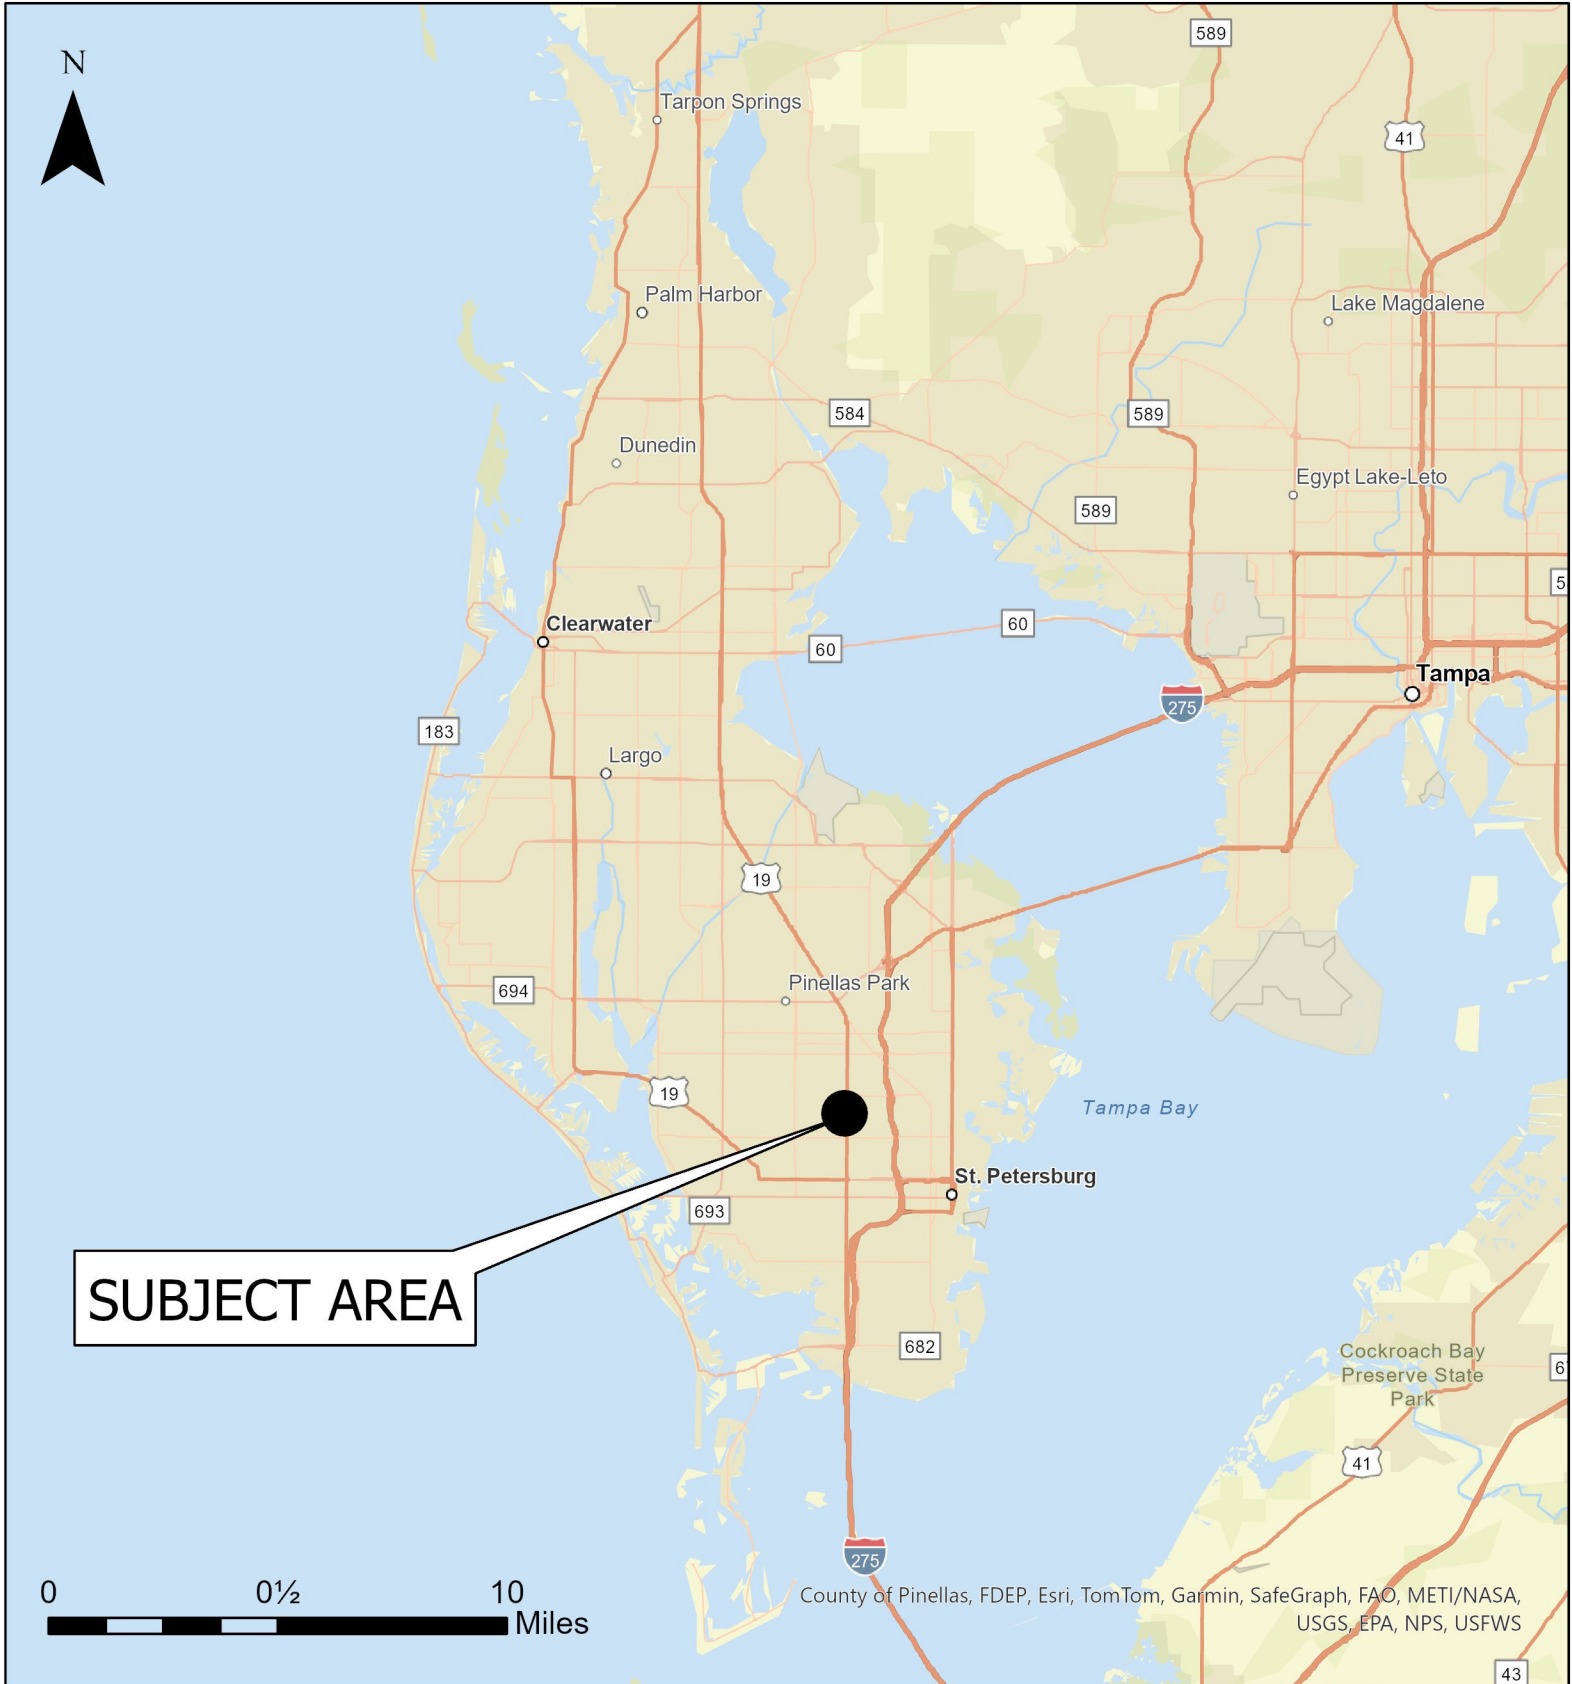 N
589
Tarpon Springs
41
Palm Harbor
Lake Magdalene
584
589
Dunedin
Egypt Lake-Leto
589
5
Clearwater
60
60
Tampa
275
183
Largo
19
Pinellas Park
694
19
Tampa Bay
St. Petersburg
693
SUBJECT AREA
682
Cockroach Bay
Preserve State
Park
6
41
275
0 0½ 10
Miles
County of Pinellas, FDEP, Esri, TomTom, Garmin, SafeGraph, FAO, METI/NASA,
USGS, EPA, NPS, USFWS
43